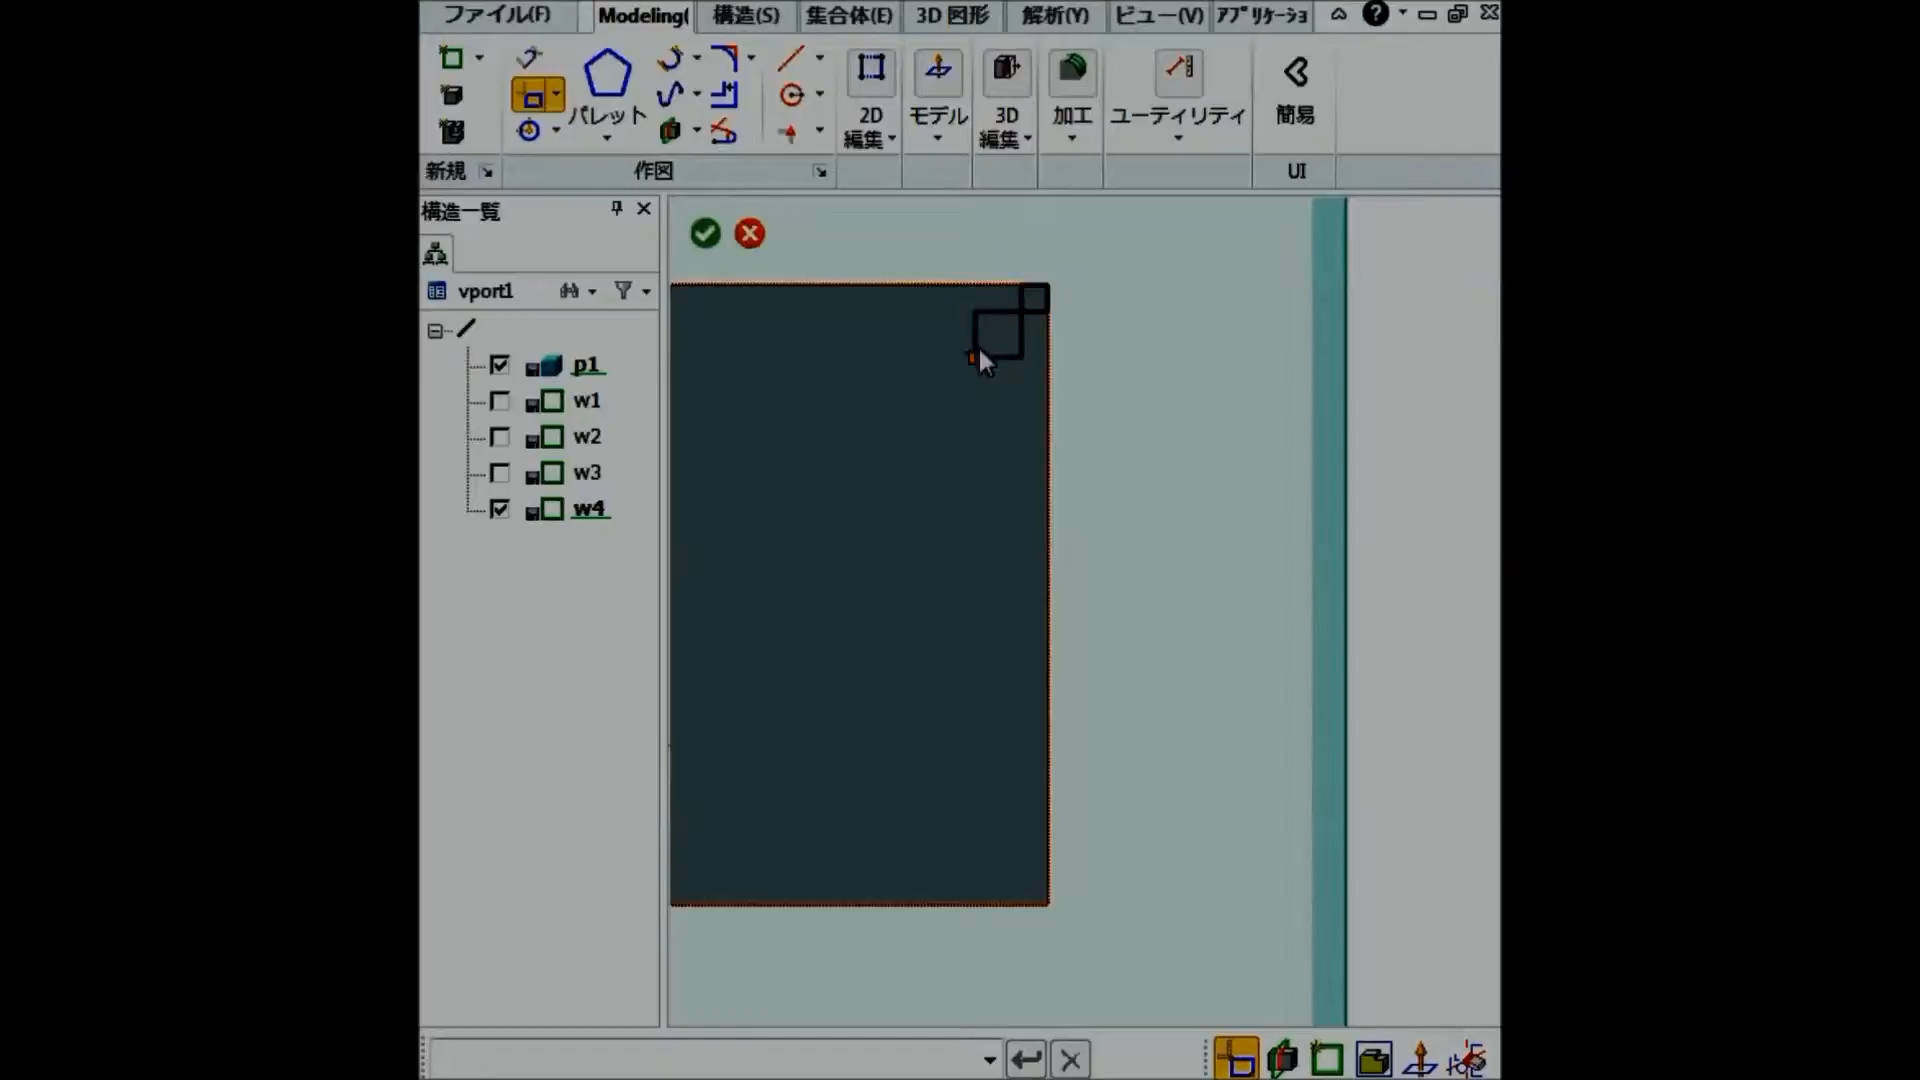 ファイル(F) Modeling( 構造(S) 集合体(E) 3D 図形 解析(Y) ビュー(V) ｱﾌﾟﾘｹｰｼｮ
パレット 2D 編集 モデル 3D 編集 加工 ユーティリティ 簡易
新規 作図 UI
構造一覧
vport1
p1
w1
w2
w3
w4